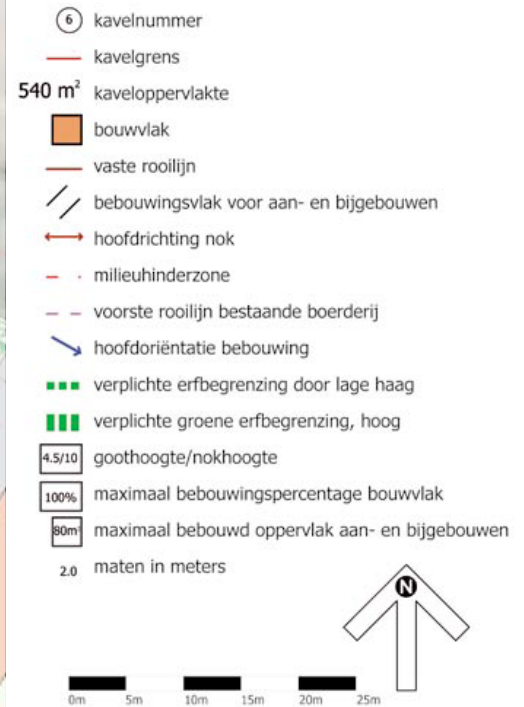 6 kavelnummer
kavelgrens
540 m² kaveloppervlakte
bouwvlak
vaste rooilijn
bebouwingsvlak voor aan- en bijgebouwen
hoofdrichting nok
milieuhinderzone
voorste rooilijn bestaande boerderij
hoofdoriëntatie bebouwing
verplichte erfbegrenzing door lage haag
verplichte groene erfbegrenzing, hoog
4.5/10 goothoogte/nokhoogte
100% maximaal bebouwingspercentage bouwvlak
80m² maximaal bebouwd oppervlak aan- en bijgebouwen
2.0 maten in meters
N
0m 5m 10m 15m 20m 25m